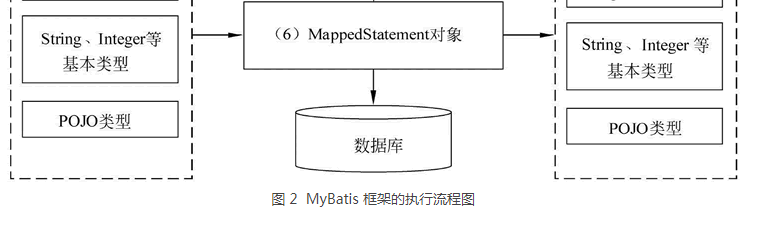 String、Integer等
基本类型
POJO类型
（6）MappedStatement对象
数据库
String、Integer 等
基本类型
POJO类型
图 2  MyBatis 框架的执行流程图